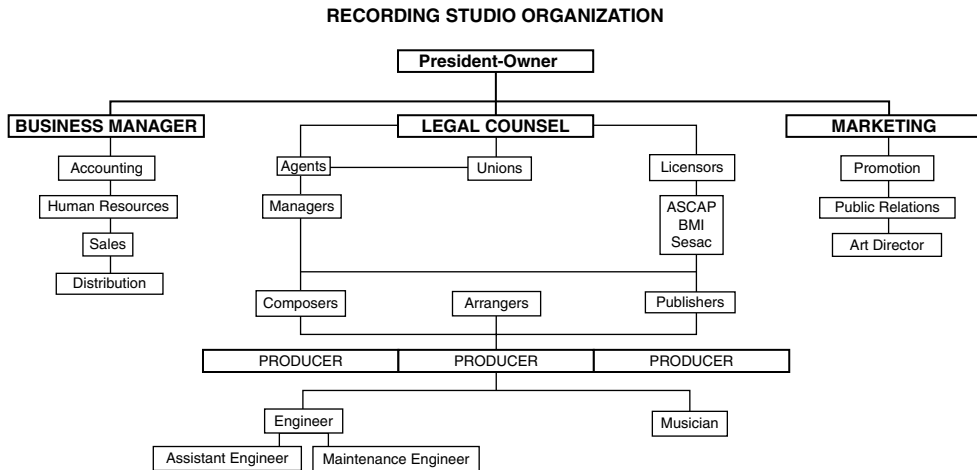 RECORDING STUDIO ORGANIZATION
President-Owner
BUSINESS MANAGER
LEGAL COUNSEL
MARKETING
Accounting
Agents
Unions
Licensors
Promotion
Human Resources
Managers
ASCAP
BMI
Sesac
Public Relations
Sales
Art Director
Distribution
Composers
Arrangers
Publishers
PRODUCER
PRODUCER
PRODUCER
Engineer
Musician
Assistant Engineer
Maintenance Engineer